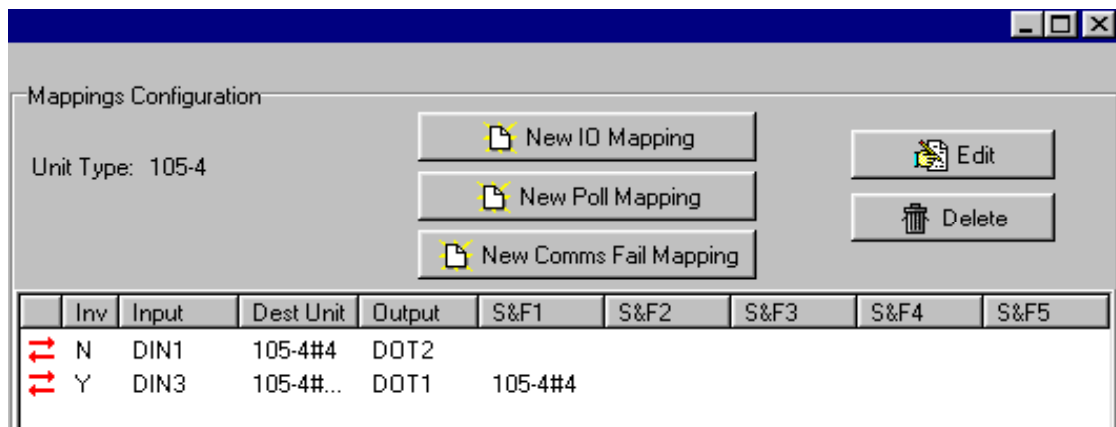 Mappings Configuration
New IO Mapping
Edit
Unit Type: 105-4
New Poll Mapping
Delete
New Comms Fail Mapping
Inv Input Dest Unit Output S&F1 S&F2 S&F3 S&F4 S&F5
N DIN1 105-4#4 DOT2
Y DIN3 105-4#... DOT1 105-4#4